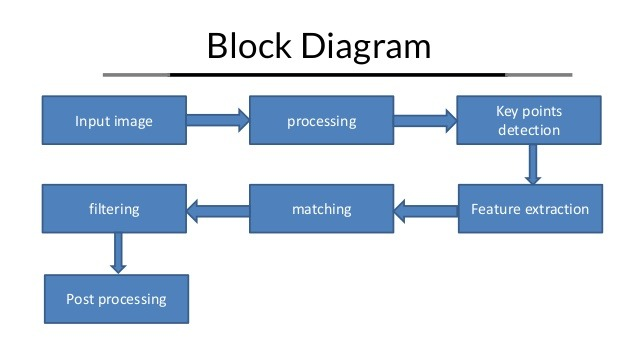 Block Diagram
Input image
processing
Key points
detection
Feature extraction
matching
filtering
Post processing